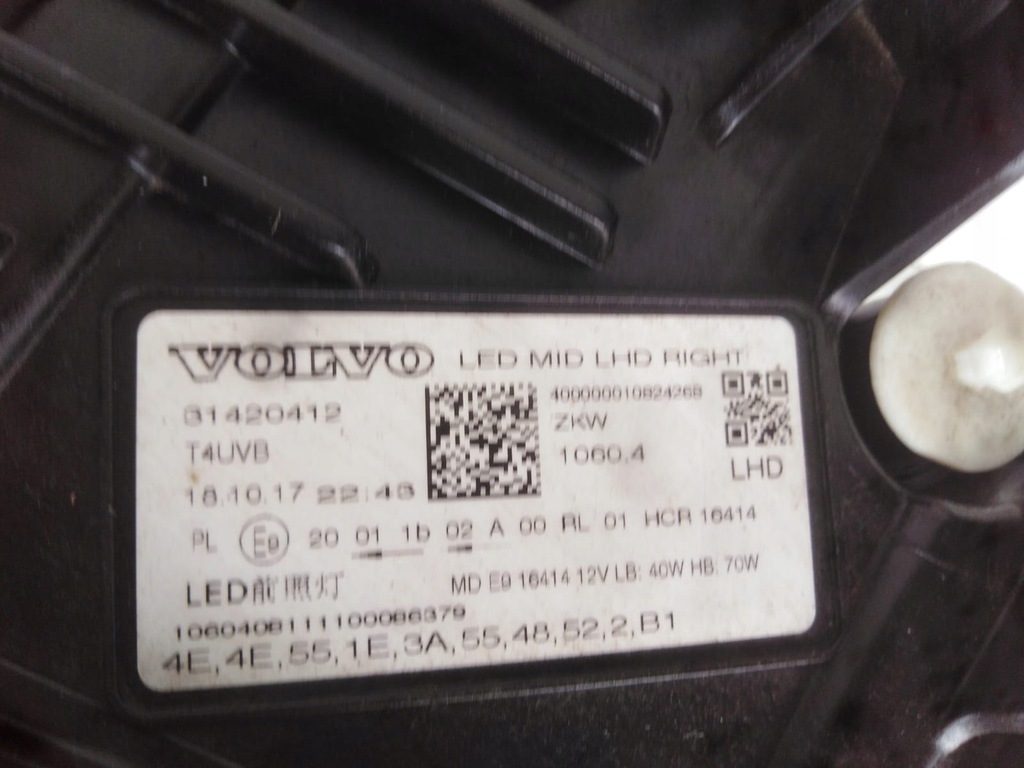 VOLVO LED MID LHD RIGHT
31420412
400000010824268
T4UVB
ZKW
1060.4
LHD
18.10.17 22:43
PL E9 20 01 1b 02 A 00 RL 01 HCR 16414
LED前照灯
MD E9 16414 12V LB: 40W HB: 70W
1060408111100086379
4E,4E,55,1E,3A,55,48,52,2,B1